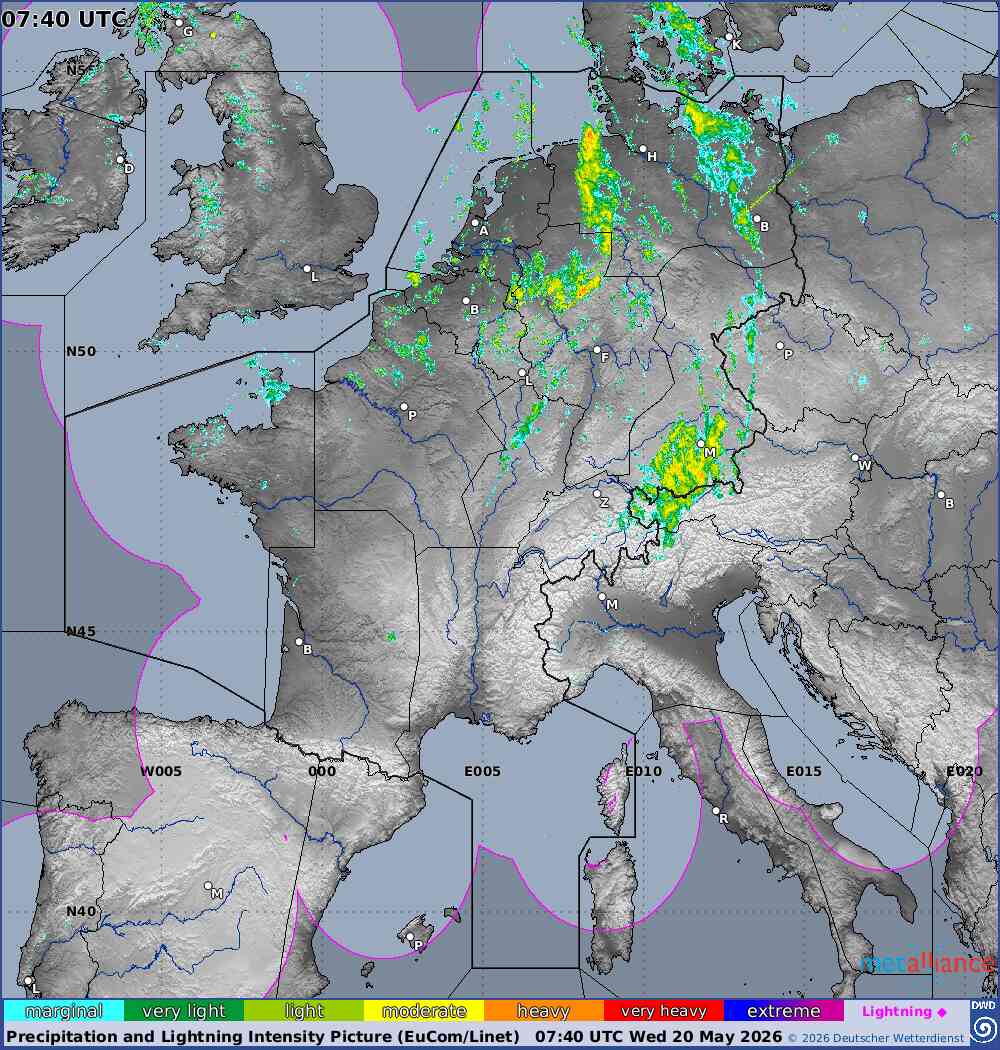 07:40 UTC
G
K
N55
D
H
A
B
L
B
N50
F
P
L
P
M
W
Z
B
M
N45
B
W005
000
E005
E010
E015
E020
R
M
N40
P
L
metalliance
marginal very light light moderate heavy very heavy extreme Lightning ◆
DWD
Precipitation and Lightning Intensity Picture (EuCom/Linet) 07:40 UTC Wed 20 May 2026 © 2026 Deutscher Wetterdienst